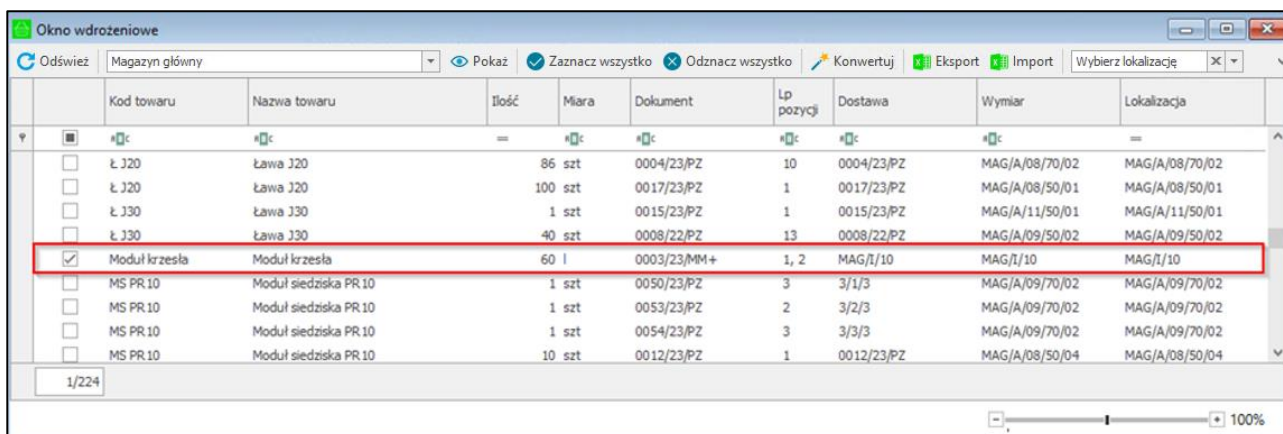 Okno wdrożeniowe
Odśwież Magazyn główny Pokaż Zaznacz wszystko Odznacz wszystko Konwertuj Eksport Import Wybierz lokalizację
Kod towaru Nazwa towaru Ilość Miara Dokument Lp pozycji Dostawa Wymiar Lokalizacja
Ł J20 Ława J20 86 szt 0004/23/PZ 10 0004/23/PZ MAG/A/08/70/02 MAG/A/08/70/02
Ł J20 Ława J20 100 szt 0017/23/PZ 1 0017/23/PZ MAG/A/08/50/01 MAG/A/08/50/01
Ł J30 Ława J30 1 szt 0015/23/PZ 1 0015/23/PZ MAG/A/11/50/01 MAG/A/11/50/01
Ł J30 Ława J30 40 szt 0008/22/PZ 13 0008/22/PZ MAG/A/09/50/02 MAG/A/09/50/02
Moduł krzesła Moduł krzesła 60 l 0003/23/MM+ 1, 2 MAG/I/10 MAG/I/10 MAG/I/10
MS PR10 Moduł siedziska PR10 1 szt 0050/23/PZ 3 3/1/3 MAG/A/09/70/02 MAG/A/09/70/02
MS PR10 Moduł siedziska PR10 1 szt 0053/23/PZ 2 3/2/3 MAG/A/09/70/02 MAG/A/09/70/02
MS PR10 Moduł siedziska PR10 1 szt 0054/23/PZ 3 3/3/3 MAG/A/09/70/02 MAG/A/09/70/02
MS PR10 Moduł siedziska PR10 10 szt 0012/23/PZ 1 0012/23/PZ MAG/A/08/50/04 MAG/A/08/50/04
1/224
100%